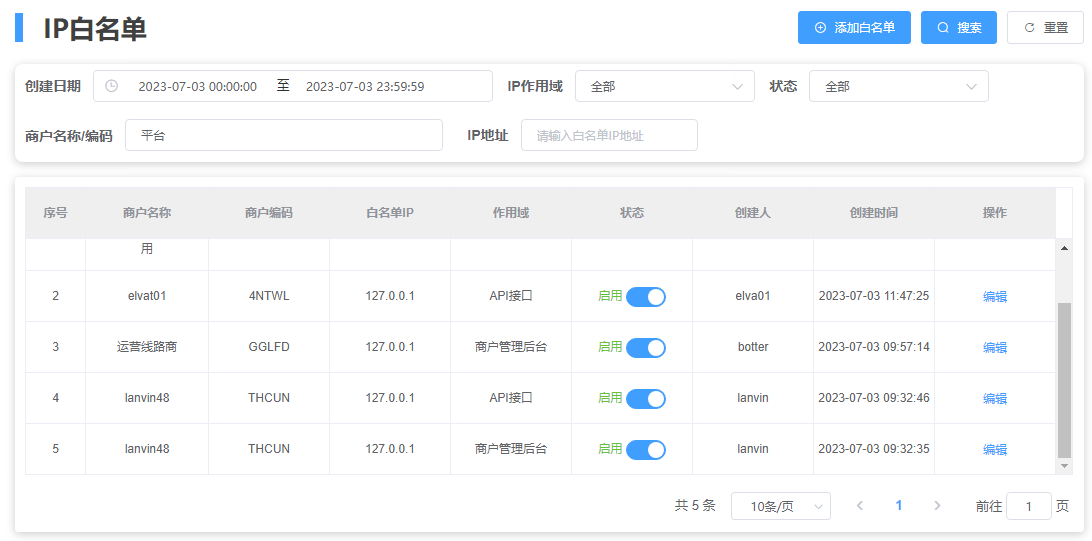 IP白名单
添加白名单 搜索 重置
创建日期 2023-07-03 00:00:00 至 2023-07-03 23:59:59 IP作用域 全部 状态 全部
商户名称/编码 平台 IP地址 请输入白名单IP地址
序号 商户名称 商户编码 白名单IP 作用域 状态 创建人 创建时间 操作
用
2 elvat01 4NTWL 127.0.0.1 API接口 启用 elva01 2023-07-03 11:47:25 编辑
3 运营线路商 GGLFD 127.0.0.1 商户管理后台 启用 botter 2023-07-03 09:57:14 编辑
4 lanvin48 THCUN 127.0.0.1 API接口 启用 lanvin 2023-07-03 09:32:46 编辑
5 lanvin48 THCUN 127.0.0.1 商户管理后台 启用 lanvin 2023-07-03 09:32:35 编辑
共 5 条 10条/页 1 前往 1 页